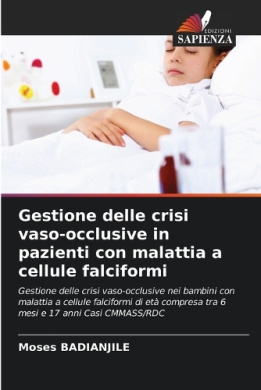 EDIZIONI
SAPIENZA
Gestione delle crisi
vaso-occlusive in
pazienti con malattia a
cellule falciformi
Gestione delle crisi vaso-occlusive nei bambini con
malattia a cellule falciformi di età compresa tra 6
mesi e 17 anni Casi CMMASS/RDC
Moses BADIANJILE